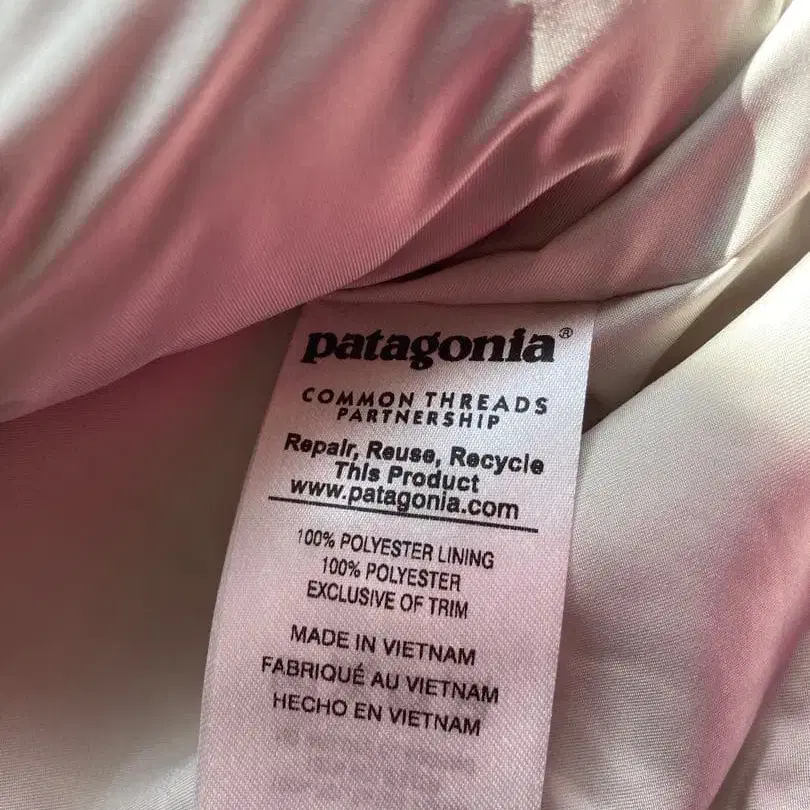 patagonia®
COMMON THREADS
PARTNERSHIP
Repair, Reuse, Recycle
This Product
www.patagonia.com
100% POLYESTER LINING
100% POLYESTER
EXCLUSIVE OF TRIM
MADE IN VIETNAM
FABRIQUÉ AU VIETNAM
HECHO EN VIETNAM